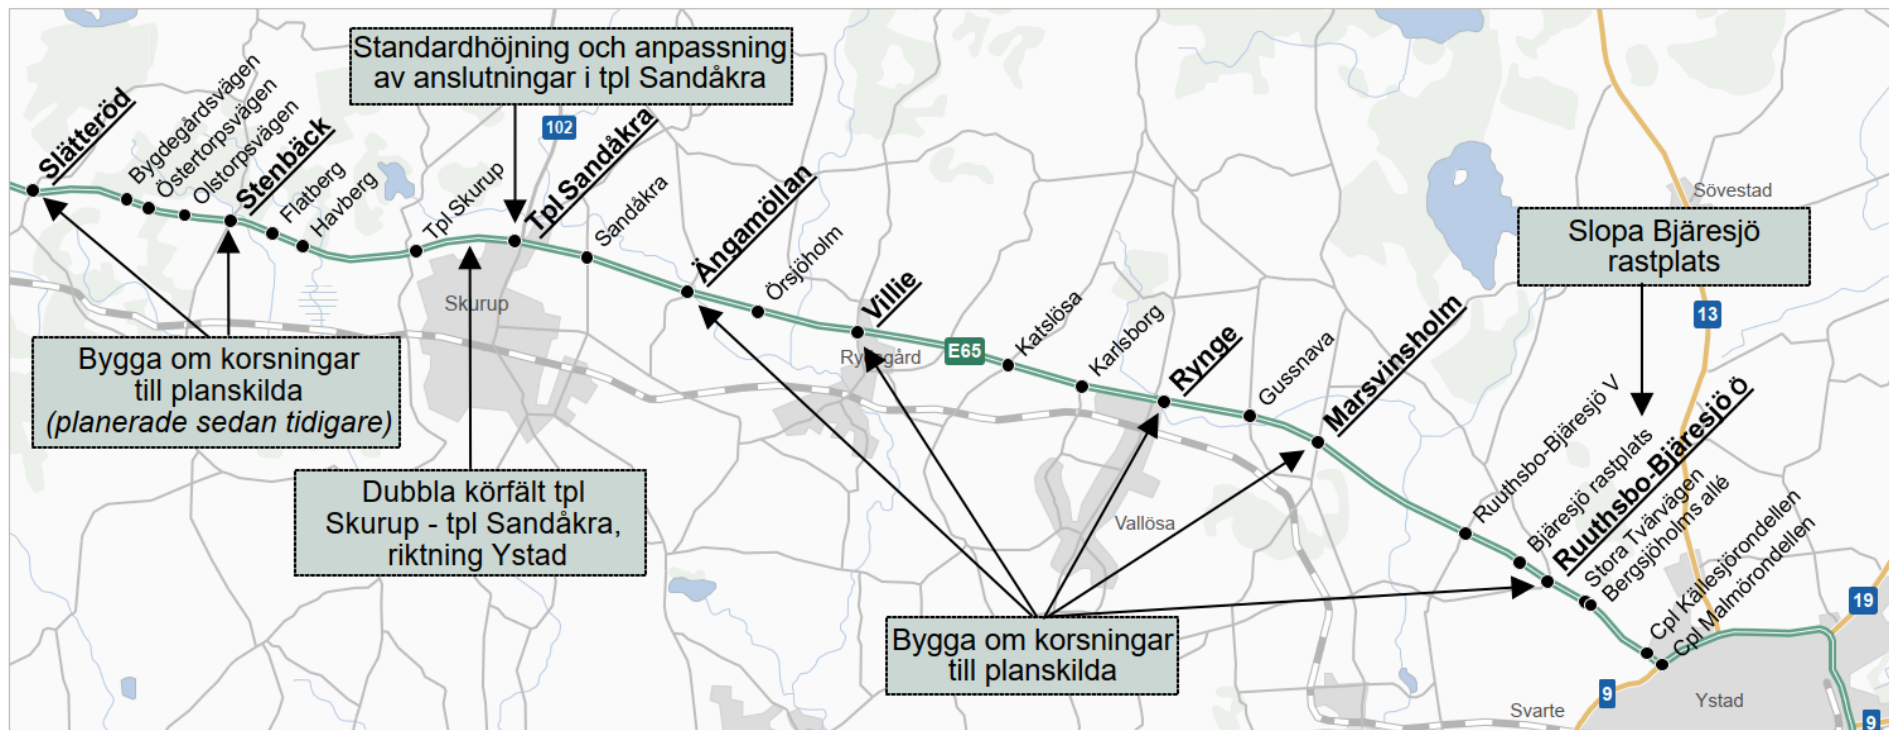 Standardhöjning och anpassning
av anslutningar i tpl Sandåkra
Slätteröd
Bygdegårdsvägen
Östertorpsvägen
Olstorpsvägen
Stenbäck
Flatberg
Havberg
Tpl Skurup
102
Tpl Sandåkra
Sandåkra
Ängamöllan
Örsjöholm
Villie
Katslösa
Karlsborg
Rynge
Gussnava
Marsvinsholm
Ruuthsbo-Bjäresjö V
Bjäresjö rastplats
Ruuthsbo-Bjäresjö Ö
Stora Tvärvägen
Bergsjöholms allé
Cpl Källesjörondellen
Cpl Malmörondellen
Sövestad
Slopa Bjäresjö
rastplats
13
Skurup
E65
Rydsgård
Bygga om korsningar
till planskilda
(planerade sedan tidigare)
Dubbla körfält tpl
Skurup - tpl Sandåkra,
riktning Ystad
Vallösa
Bygga om korsningar
till planskilda
19
9
Ystad
Svarte
9